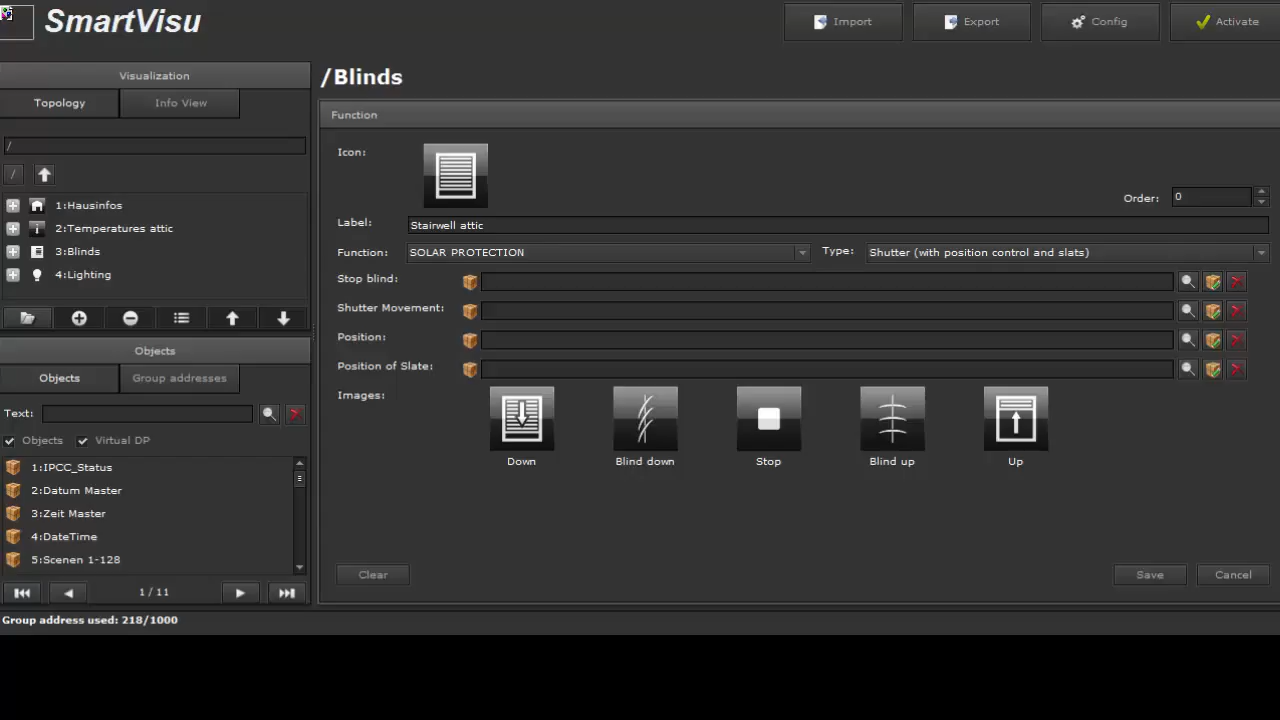 SmartVisu
Import
Export
Config
Activate
Visualization
Topology
Info View
/
/
1:Hausinfos
2:Temperatures attic
3:Blinds
4:Lighting
Objects
Objects
Group addresses
Text:
Objects
Virtual DP
1:IPCC_Status
2:Datum Master
3:Zeit Master
4:DateTime
5:Scenen 1-128
1 / 11
Group address used: 218/1000
/Blinds
Function
Icon:
Order: 0
Label: Stairwell attic
Function: SOLAR PROTECTION
Type: Shutter (with position control and slats)
Stop blind:
Shutter Movement:
Position:
Position of Slate:
Images:
Down
Blind down
Stop
Blind up
Up
Clear
Save
Cancel